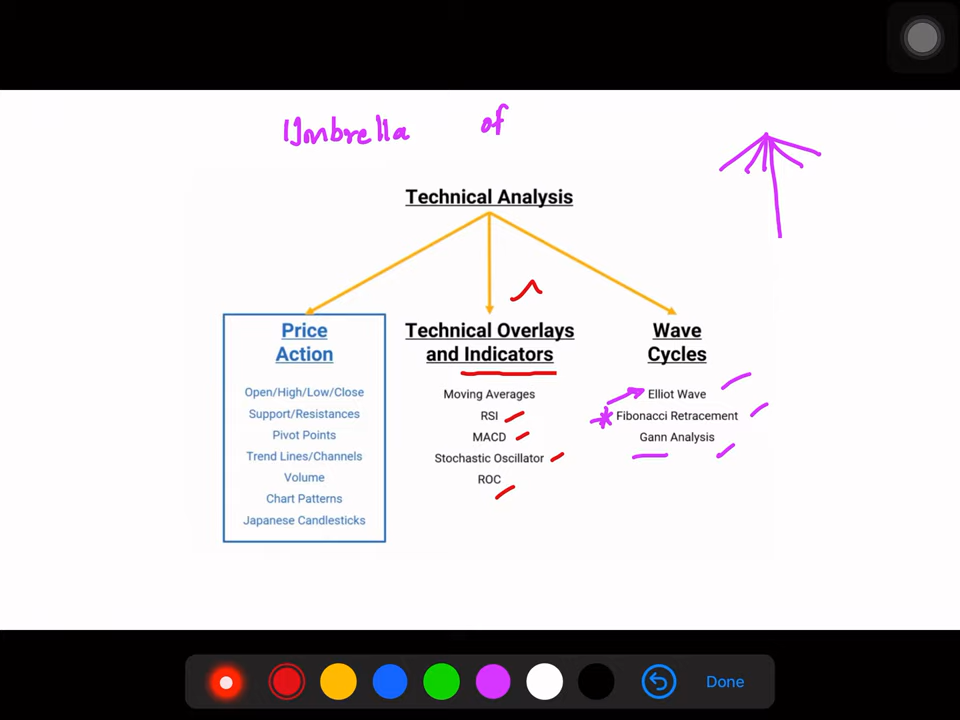 Umbrella of
Technical Analysis
Price
Action
Open/High/Low/Close
Support/Resistances
Pivot Points
Trend Lines/Channels
Volume
Chart Patterns
Japanese Candlesticks
Technical Overlays
and Indicators
Moving Averages
RSI
MACD
Stochastic Oscillator
ROC
Wave
Cycles
Elliot Wave
Fibonacci Retracement
Gann Analysis
Done